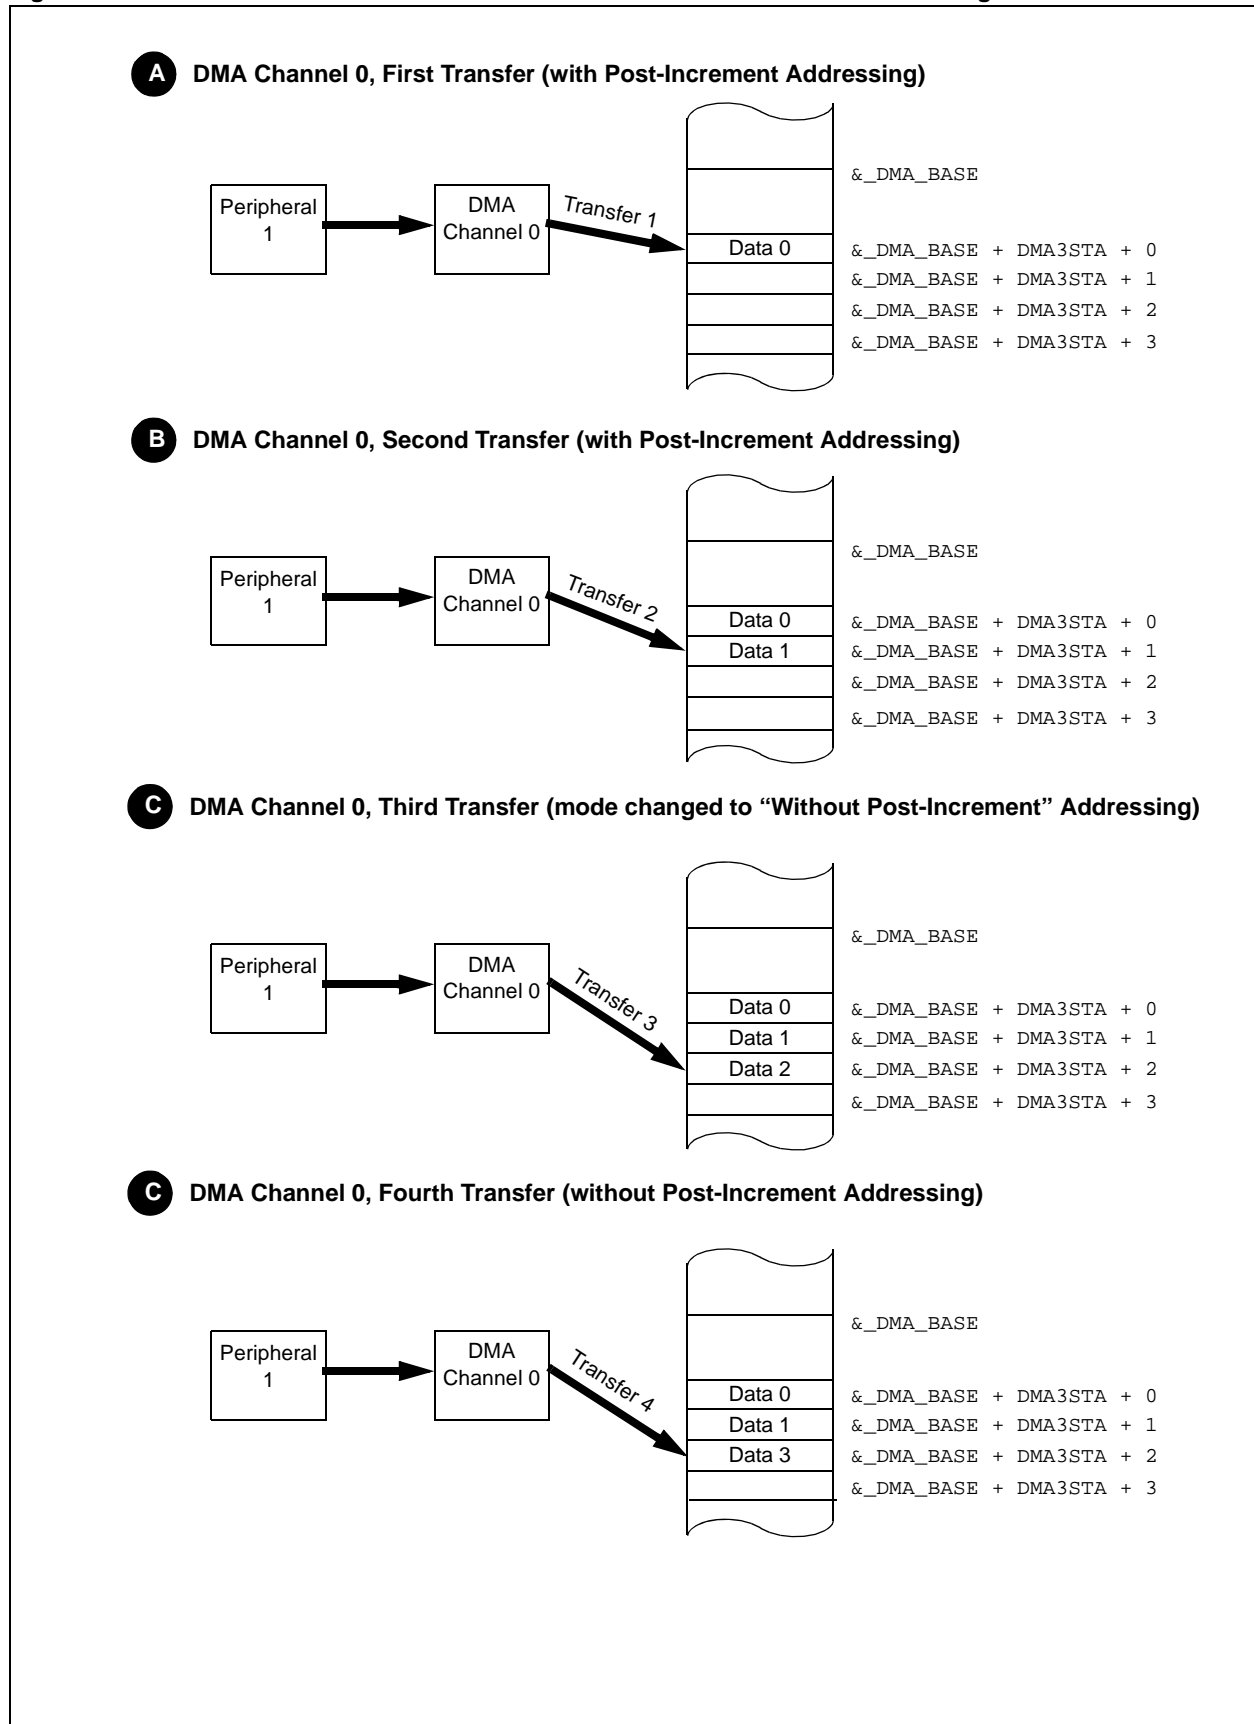 A DMA Channel 0, First Transfer (with Post-Increment Addressing)
&_DMA_BASE
Peripheral
1
DMA
Channel 0
Transfer 1
Data 0
&_DMA_BASE + DMA3STA + 0
&_DMA_BASE + DMA3STA + 1
&_DMA_BASE + DMA3STA + 2
&_DMA_BASE + DMA3STA + 3
B DMA Channel 0, Second Transfer (with Post-Increment Addressing)
&_DMA_BASE
Peripheral
1
DMA
Channel 0
Transfer 2
Data 0
&_DMA_BASE + DMA3STA + 0
Data 1
&_DMA_BASE + DMA3STA + 1
&_DMA_BASE + DMA3STA + 2
&_DMA_BASE + DMA3STA + 3
C DMA Channel 0, Third Transfer (mode changed to “Without Post-Increment” Addressing)
&_DMA_BASE
Peripheral
1
DMA
Channel 0
Transfer 3
Data 0
&_DMA_BASE + DMA3STA + 0
Data 1
&_DMA_BASE + DMA3STA + 1
Data 2
&_DMA_BASE + DMA3STA + 2
&_DMA_BASE + DMA3STA + 3
C DMA Channel 0, Fourth Transfer (without Post-Increment Addressing)
&_DMA_BASE
Peripheral
1
DMA
Channel 0
Transfer 4
Data 0
&_DMA_BASE + DMA3STA + 0
Data 1
&_DMA_BASE + DMA3STA + 1
Data 3
&_DMA_BASE + DMA3STA + 2
&_DMA_BASE + DMA3STA + 3